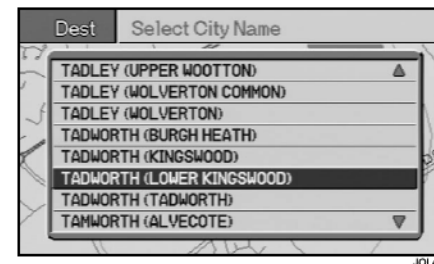 Dest Select City Name
TADLEY (UPPER WOOTTON)
TADLEY (WOLVERTON COMMON)
TADLEY (WOLVERTON)
TADWORTH (BURGH HEATH)
TADWORTH (KINGSWOOD)
TADWORTH (LOWER KINGSWOOD)
TADWORTH (TADWORTH)
TAMWORTH (ALVECOTE)